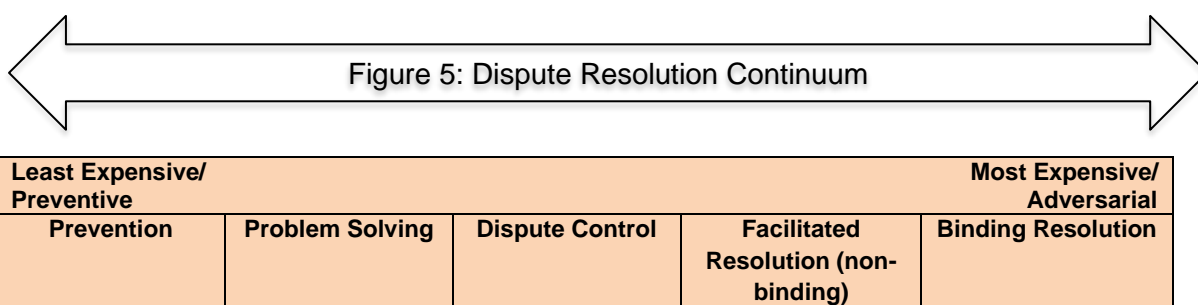 Figure 5: Dispute Resolution Continuum
Least Expensive/ Most Expensive/
Preventive Adversarial
Prevention Problem Solving Dispute Control Facilitated Binding Resolution
Resolution (non-
binding)